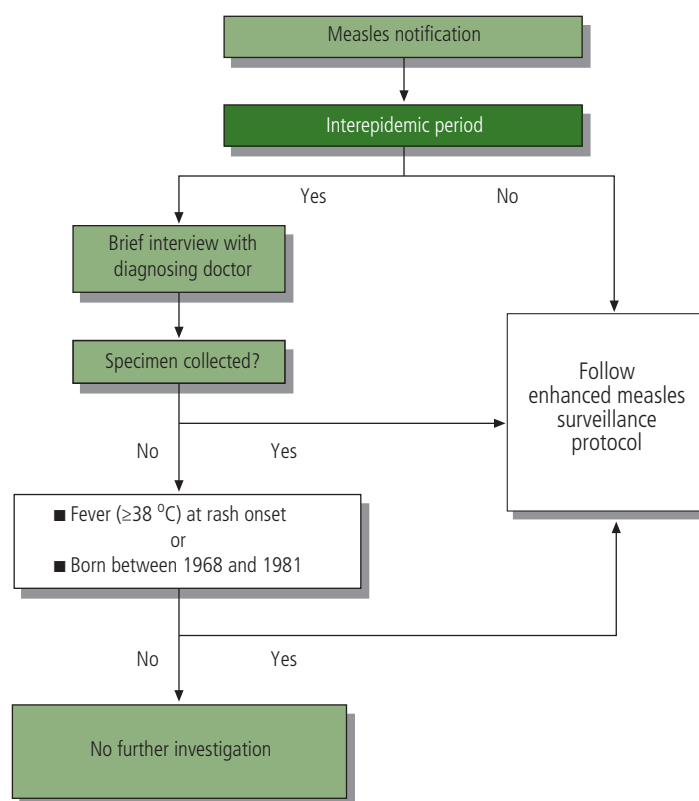 Measles notification
Interepidemic period
Yes
No
Brief interview with
diagnosing doctor
Specimen collected?
Follow
enhanced measles
surveillance
protocol
No
Yes
■ Fever (≥38 °C) at rash onset
or
■ Born between 1968 and 1981
No
Yes
No further investigation